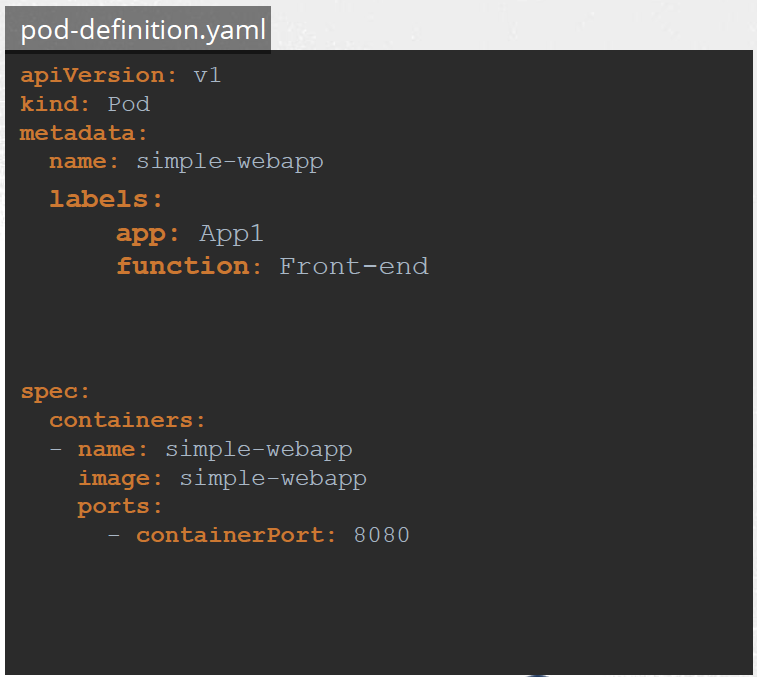 pod-definition.yaml
apiVersion: v1
kind: Pod
metadata:
  name: simple-webapp
  labels:
      app: App1
      function: Front-end
spec:
  containers:
  - name: simple-webapp
    image: simple-webapp
    ports:
      - containerPort: 8080